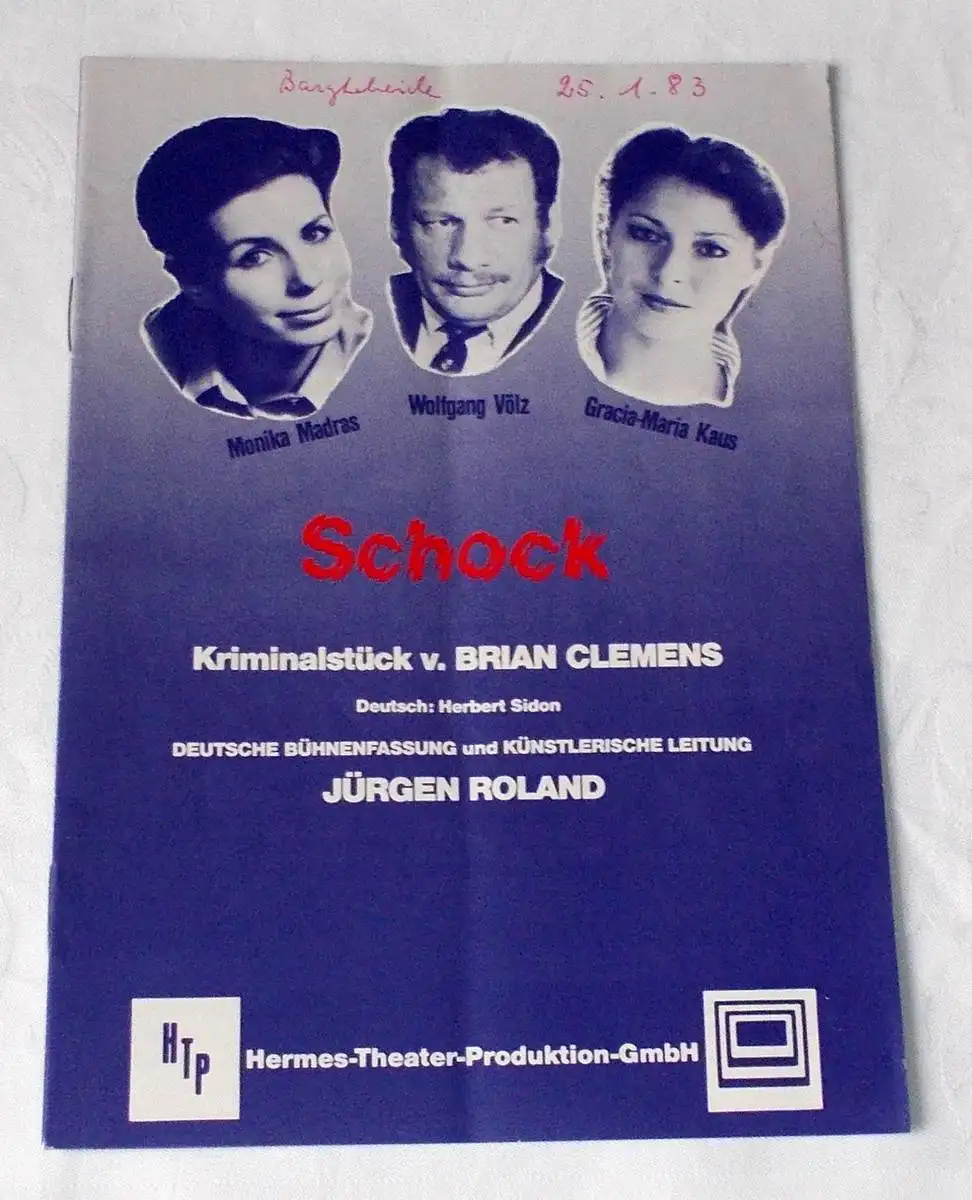 Bargteheide 25.1.83
Monika Madras
Wolfgang Völz
Gracia-Maria Kaus
Schock
Kriminalstück v. BRIAN CLEMENS
Deutsch: Herbert Sidon
DEUTSCHE BÜHNENFASSUNG und KÜNSTLERISCHE LEITUNG
JÜRGEN ROLAND
HTP
Hermes-Theater-Produktion-GmbH